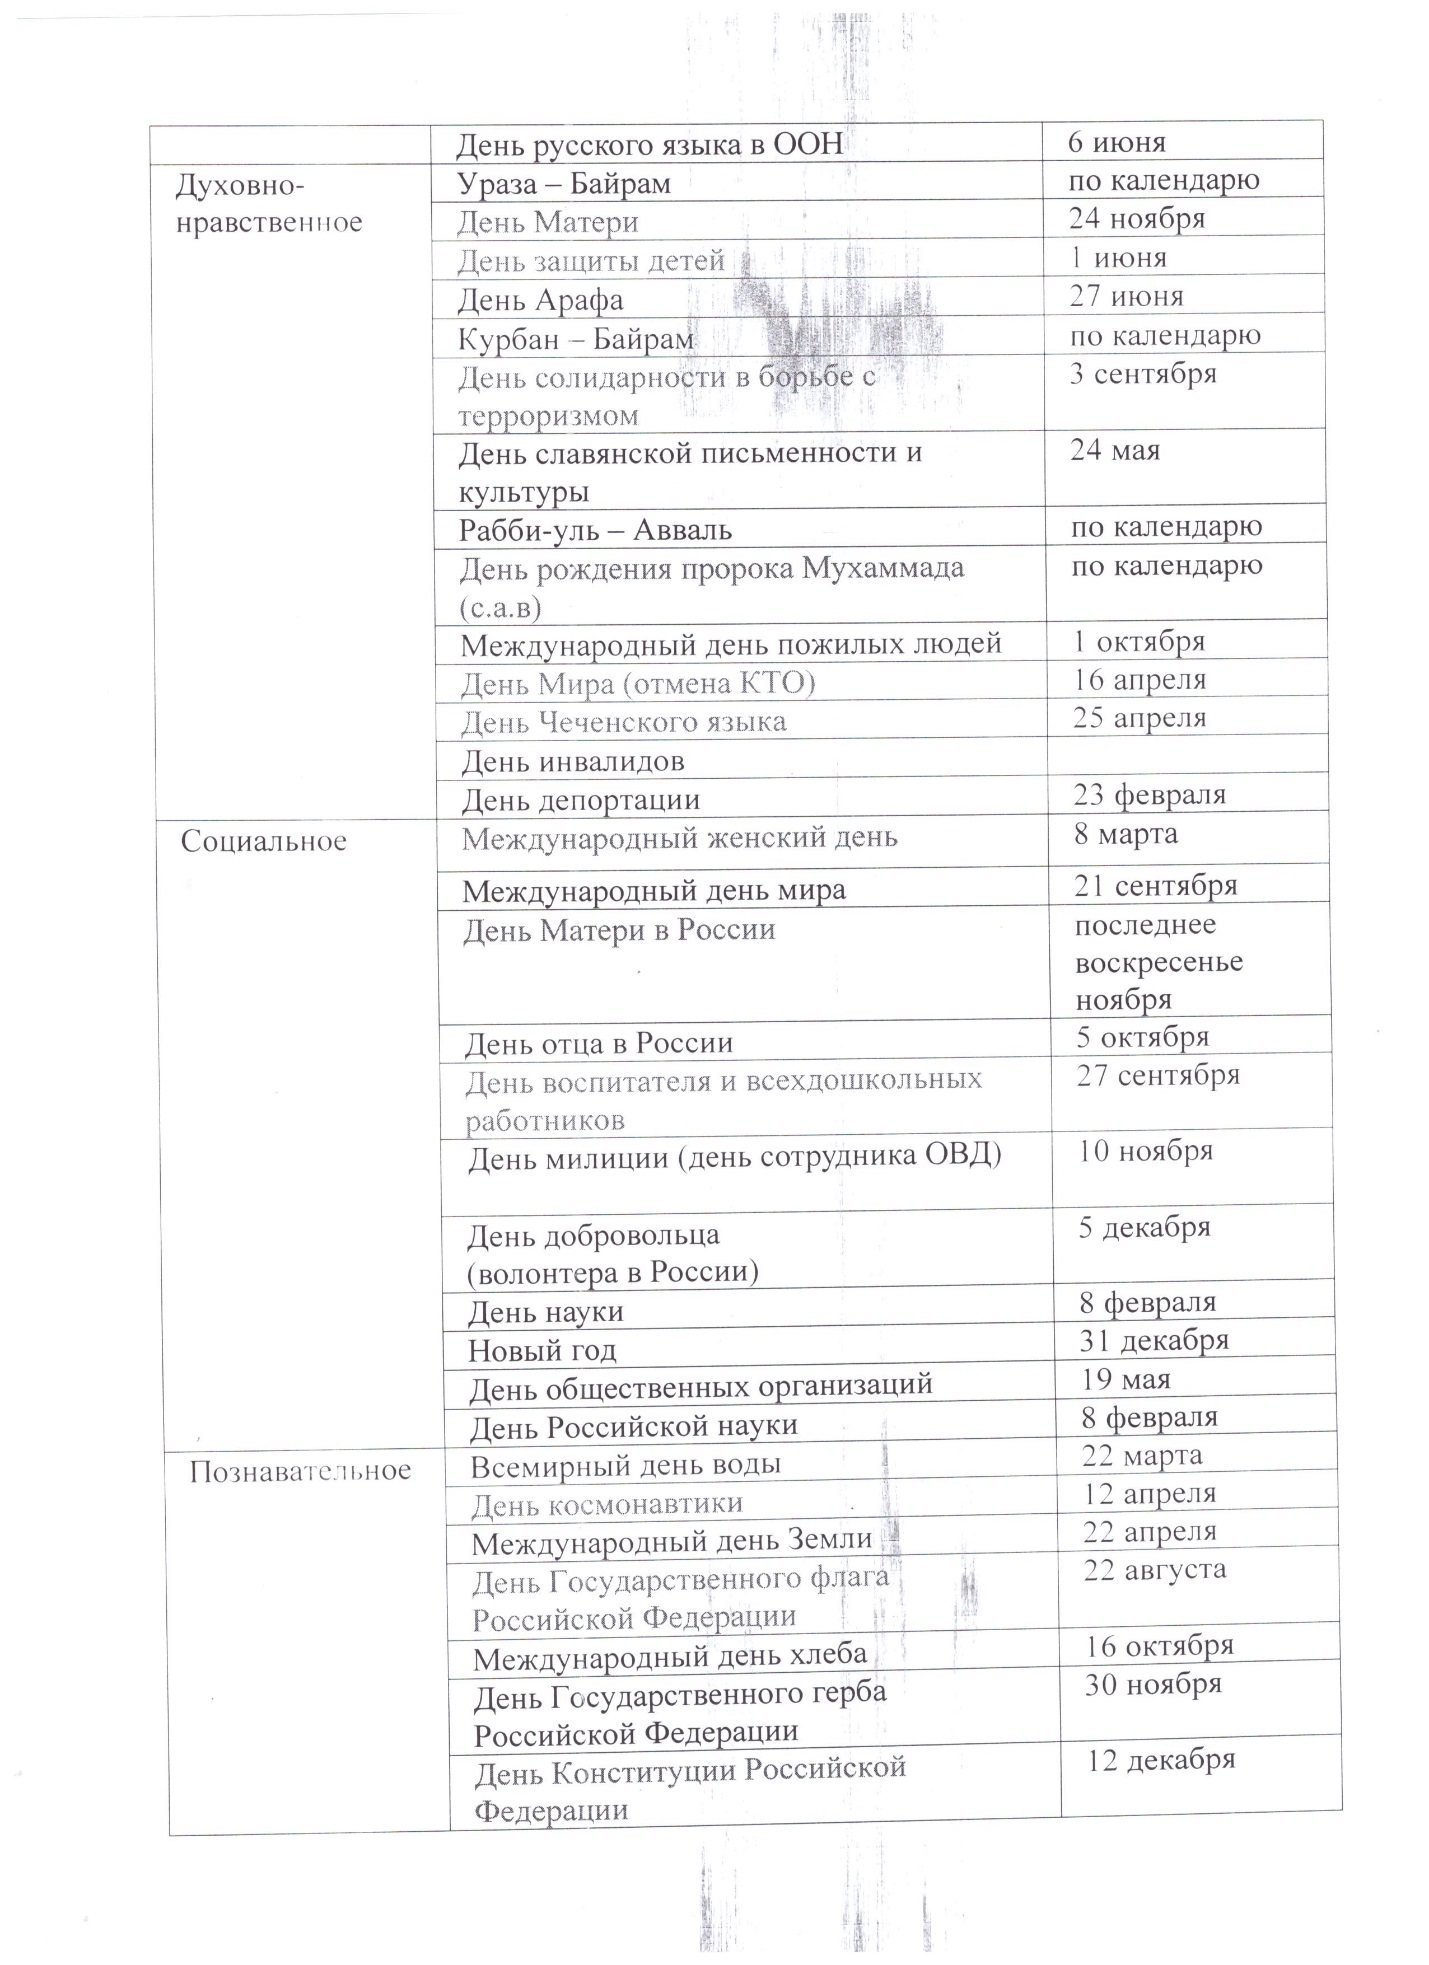 День русского языка в ООН 6 июня
Духовно- Ураза – Байрам по календарю
нравственное День Матери 24 ноября
День защиты детей 1 июня
День Арафа 27 июня
Курбан – Байрам по календарю
День солидарности в борьбе с 3 сентября
терроризмом
День славянской письменности и 24 мая
культуры
Рабби-уль – Авваль по календарю
День рождения пророка Мухаммада по календарю
(с.а.в)
Международный день пожилых людей 1 октября
День Мира (отмена КТО) 16 апреля
День Чеченского языка 25 апреля
День инвалидов
День депортации 23 февраля
Социальное Международный женский день 8 марта
Международный день мира 21 сентября
День Матери в России последнее
воскресенье
ноября
День отца в России 5 октября
День воспитателя и всехдошкольных 27 сентября
работников
День милиции (день сотрудника ОВД) 10 ноября
День добровольца 5 декабря
(волонтера в России)
День науки 8 февраля
Новый год 31 декабря
День общественных организаций 19 мая
День Российской науки 8 февраля
Познавательное Всемирный день воды 22 марта
День космонавтики 12 апреля
Международный день Земли 22 апреля
День Государственного флага 22 августа
Российской Федерации
Международный день хлеба 16 октября
День Государственного герба 30 ноября
Российской Федерации
День Конституции Российской 12 декабря
Федерации